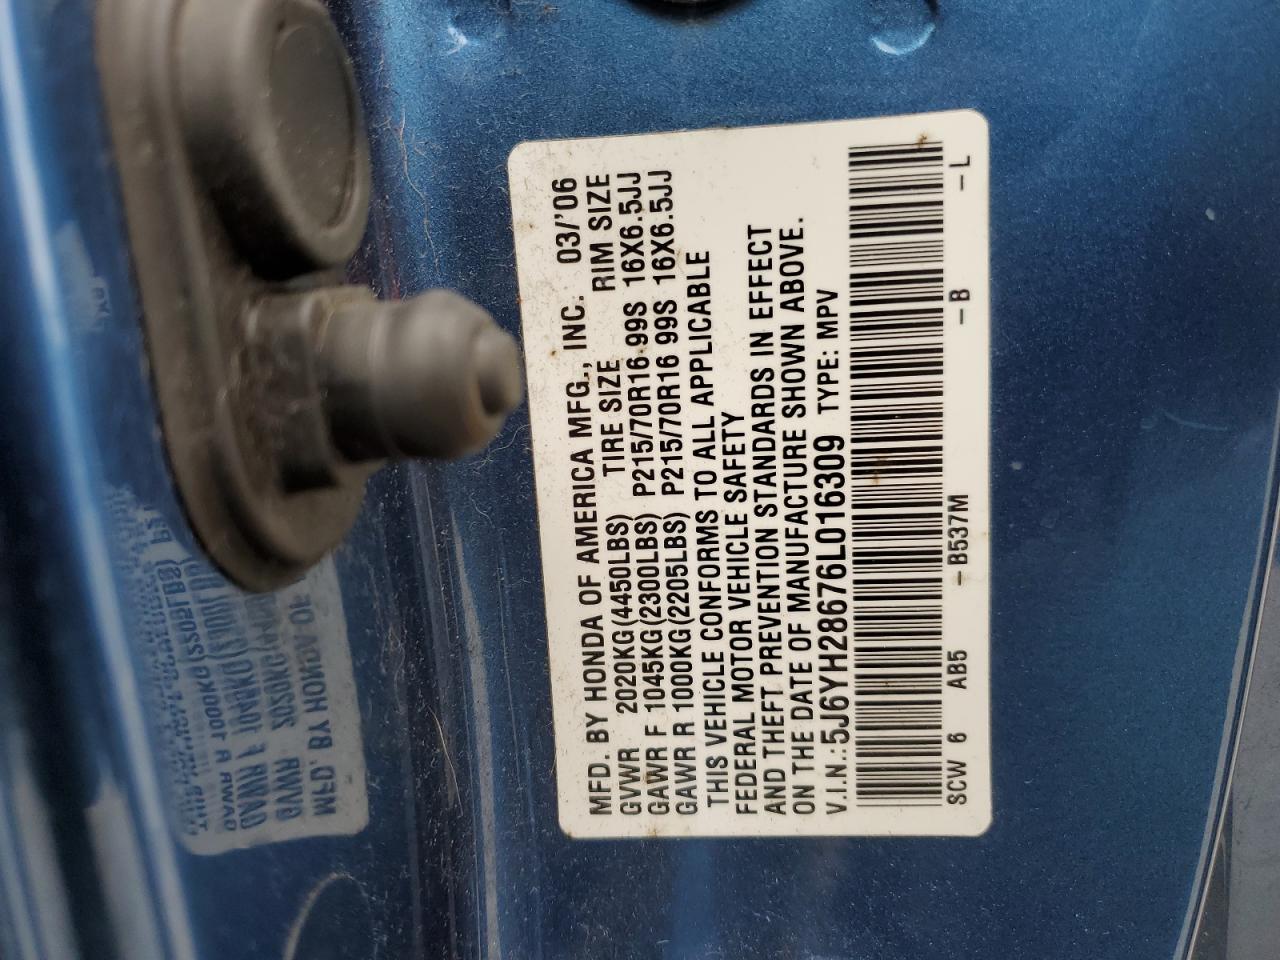 MFD. BY HONDA OF AMERICA MFG., INC. 03/'06
GVWR 2020KG(4450LBS) TIRE SIZE RIM SIZE
GAWR F 1045KG(2300LBS) P215/70R16 99S 16X6.5JJ
GAWR R 1000KG(2205LBS) P215/70R16 99S 16X6.5JJ
THIS VEHICLE CONFORMS TO ALL APPLICABLE
FEDERAL MOTOR VEHICLE SAFETY
AND THEFT PREVENTION STANDARDS IN EFFECT
ON THE DATE OF MANUFACTURE SHOWN ABOVE.
V.I.N.: 5J6YH28676L016309 TYPE: MPV
SCW 6 AB5 – B537M – B – L